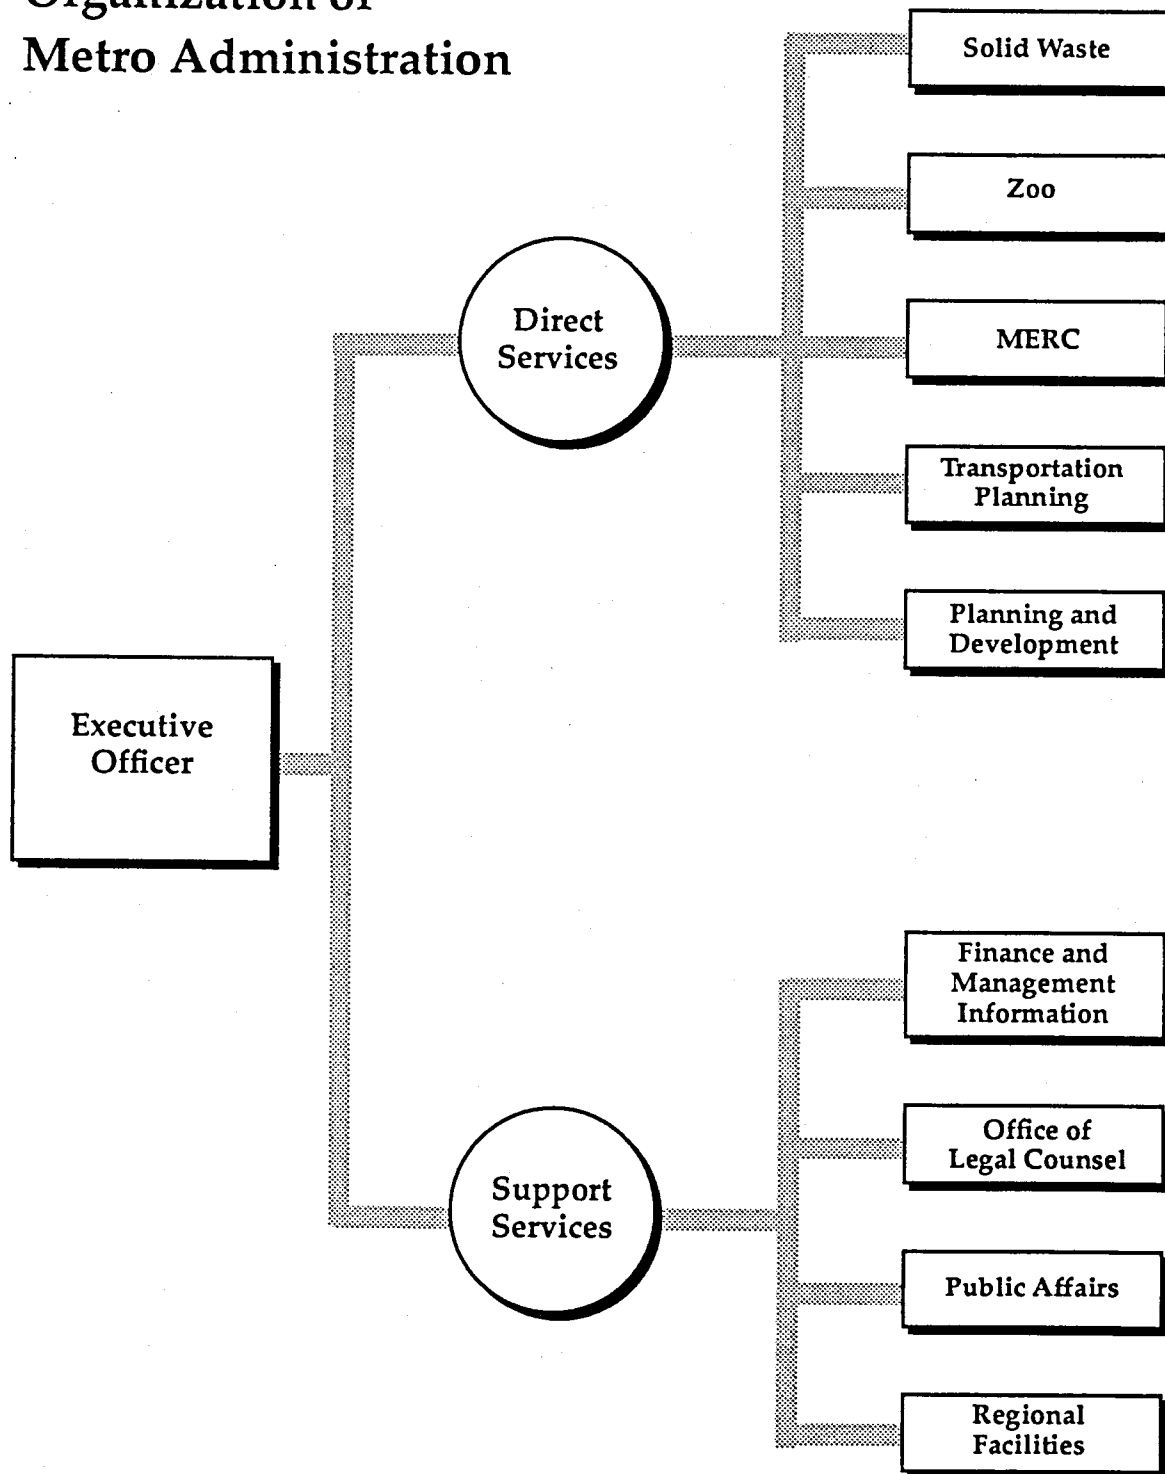 Organization of
Metro Administration
Solid Waste
Zoo
MERC
Transportation
Planning
Planning and
Development
Direct
Services
Executive
Officer
Support
Services
Finance and
Management
Information
Office of
Legal Counsel
Public Affairs
Regional
Facilities